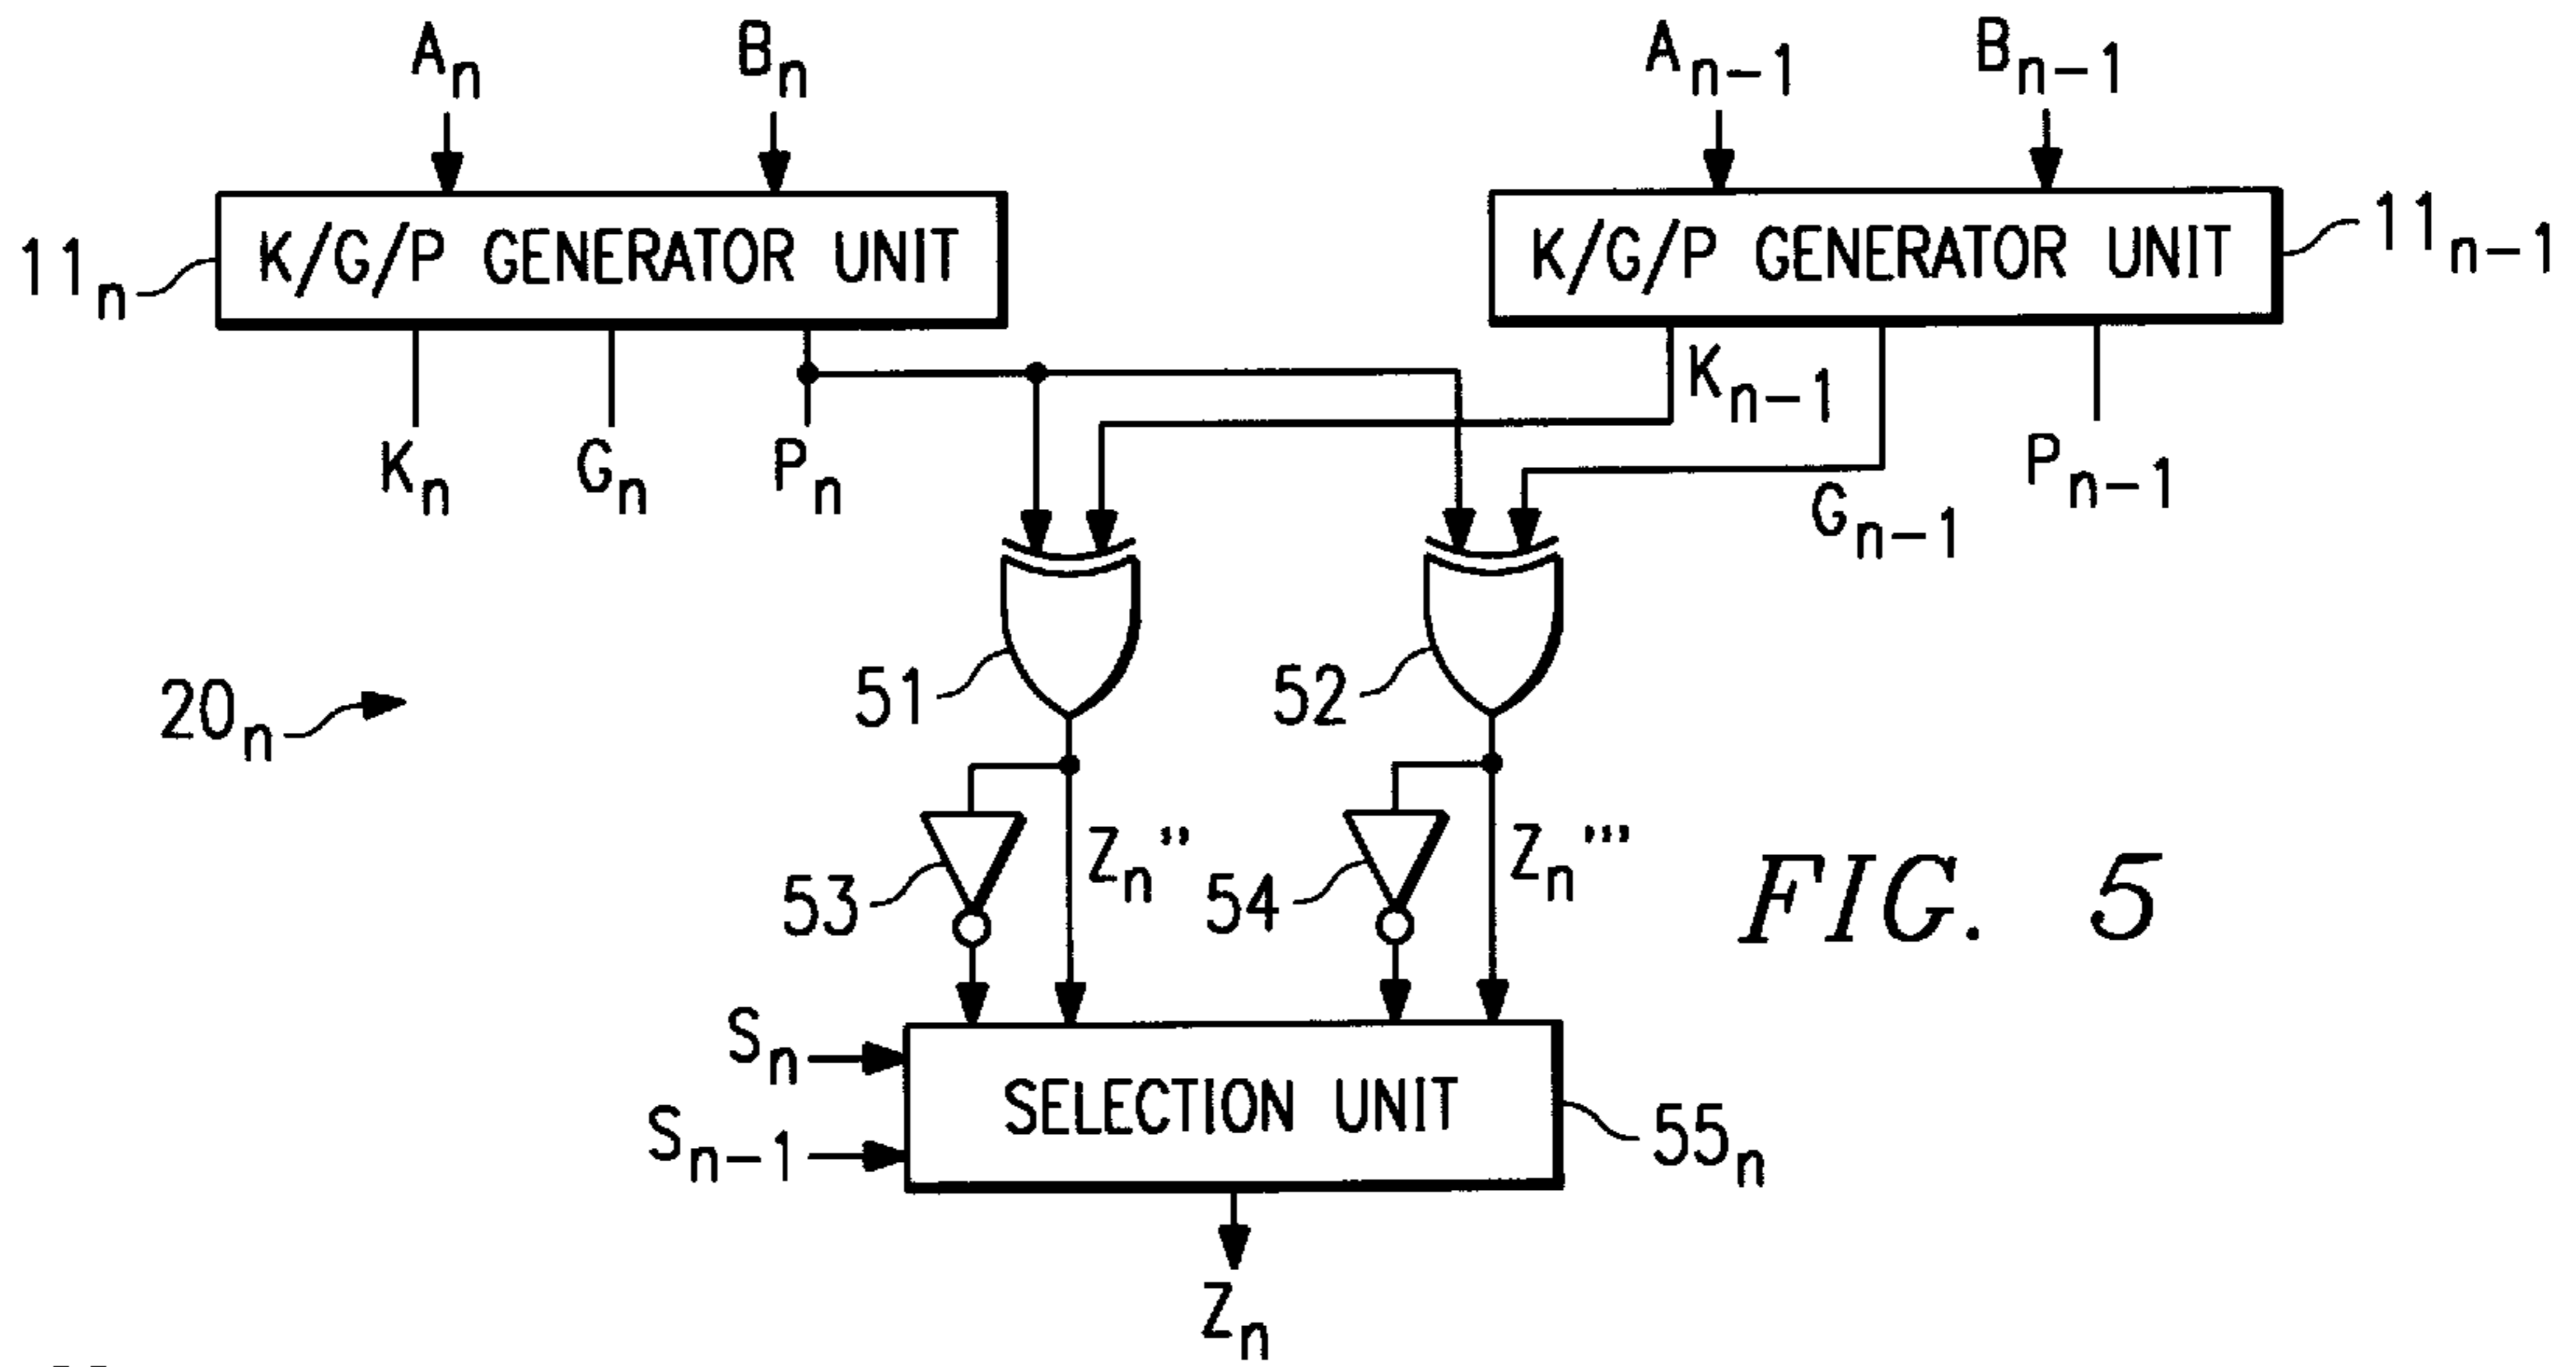 Aₙ
Bₙ
Aₙ₋₁
Bₙ₋₁
11ₙ
K/G/P GENERATOR UNIT
K/G/P GENERATOR UNIT
11ₙ₋₁
Kₙ
Gₙ
Pₙ
Kₙ₋₁
Gₙ₋₁
Pₙ₋₁
51
52
20ₙ
53
Zₙ''
54
Zₙ'''
FIG. 5
Sₙ
Sₙ₋₁
SELECTION UNIT
55ₙ
Zₙ